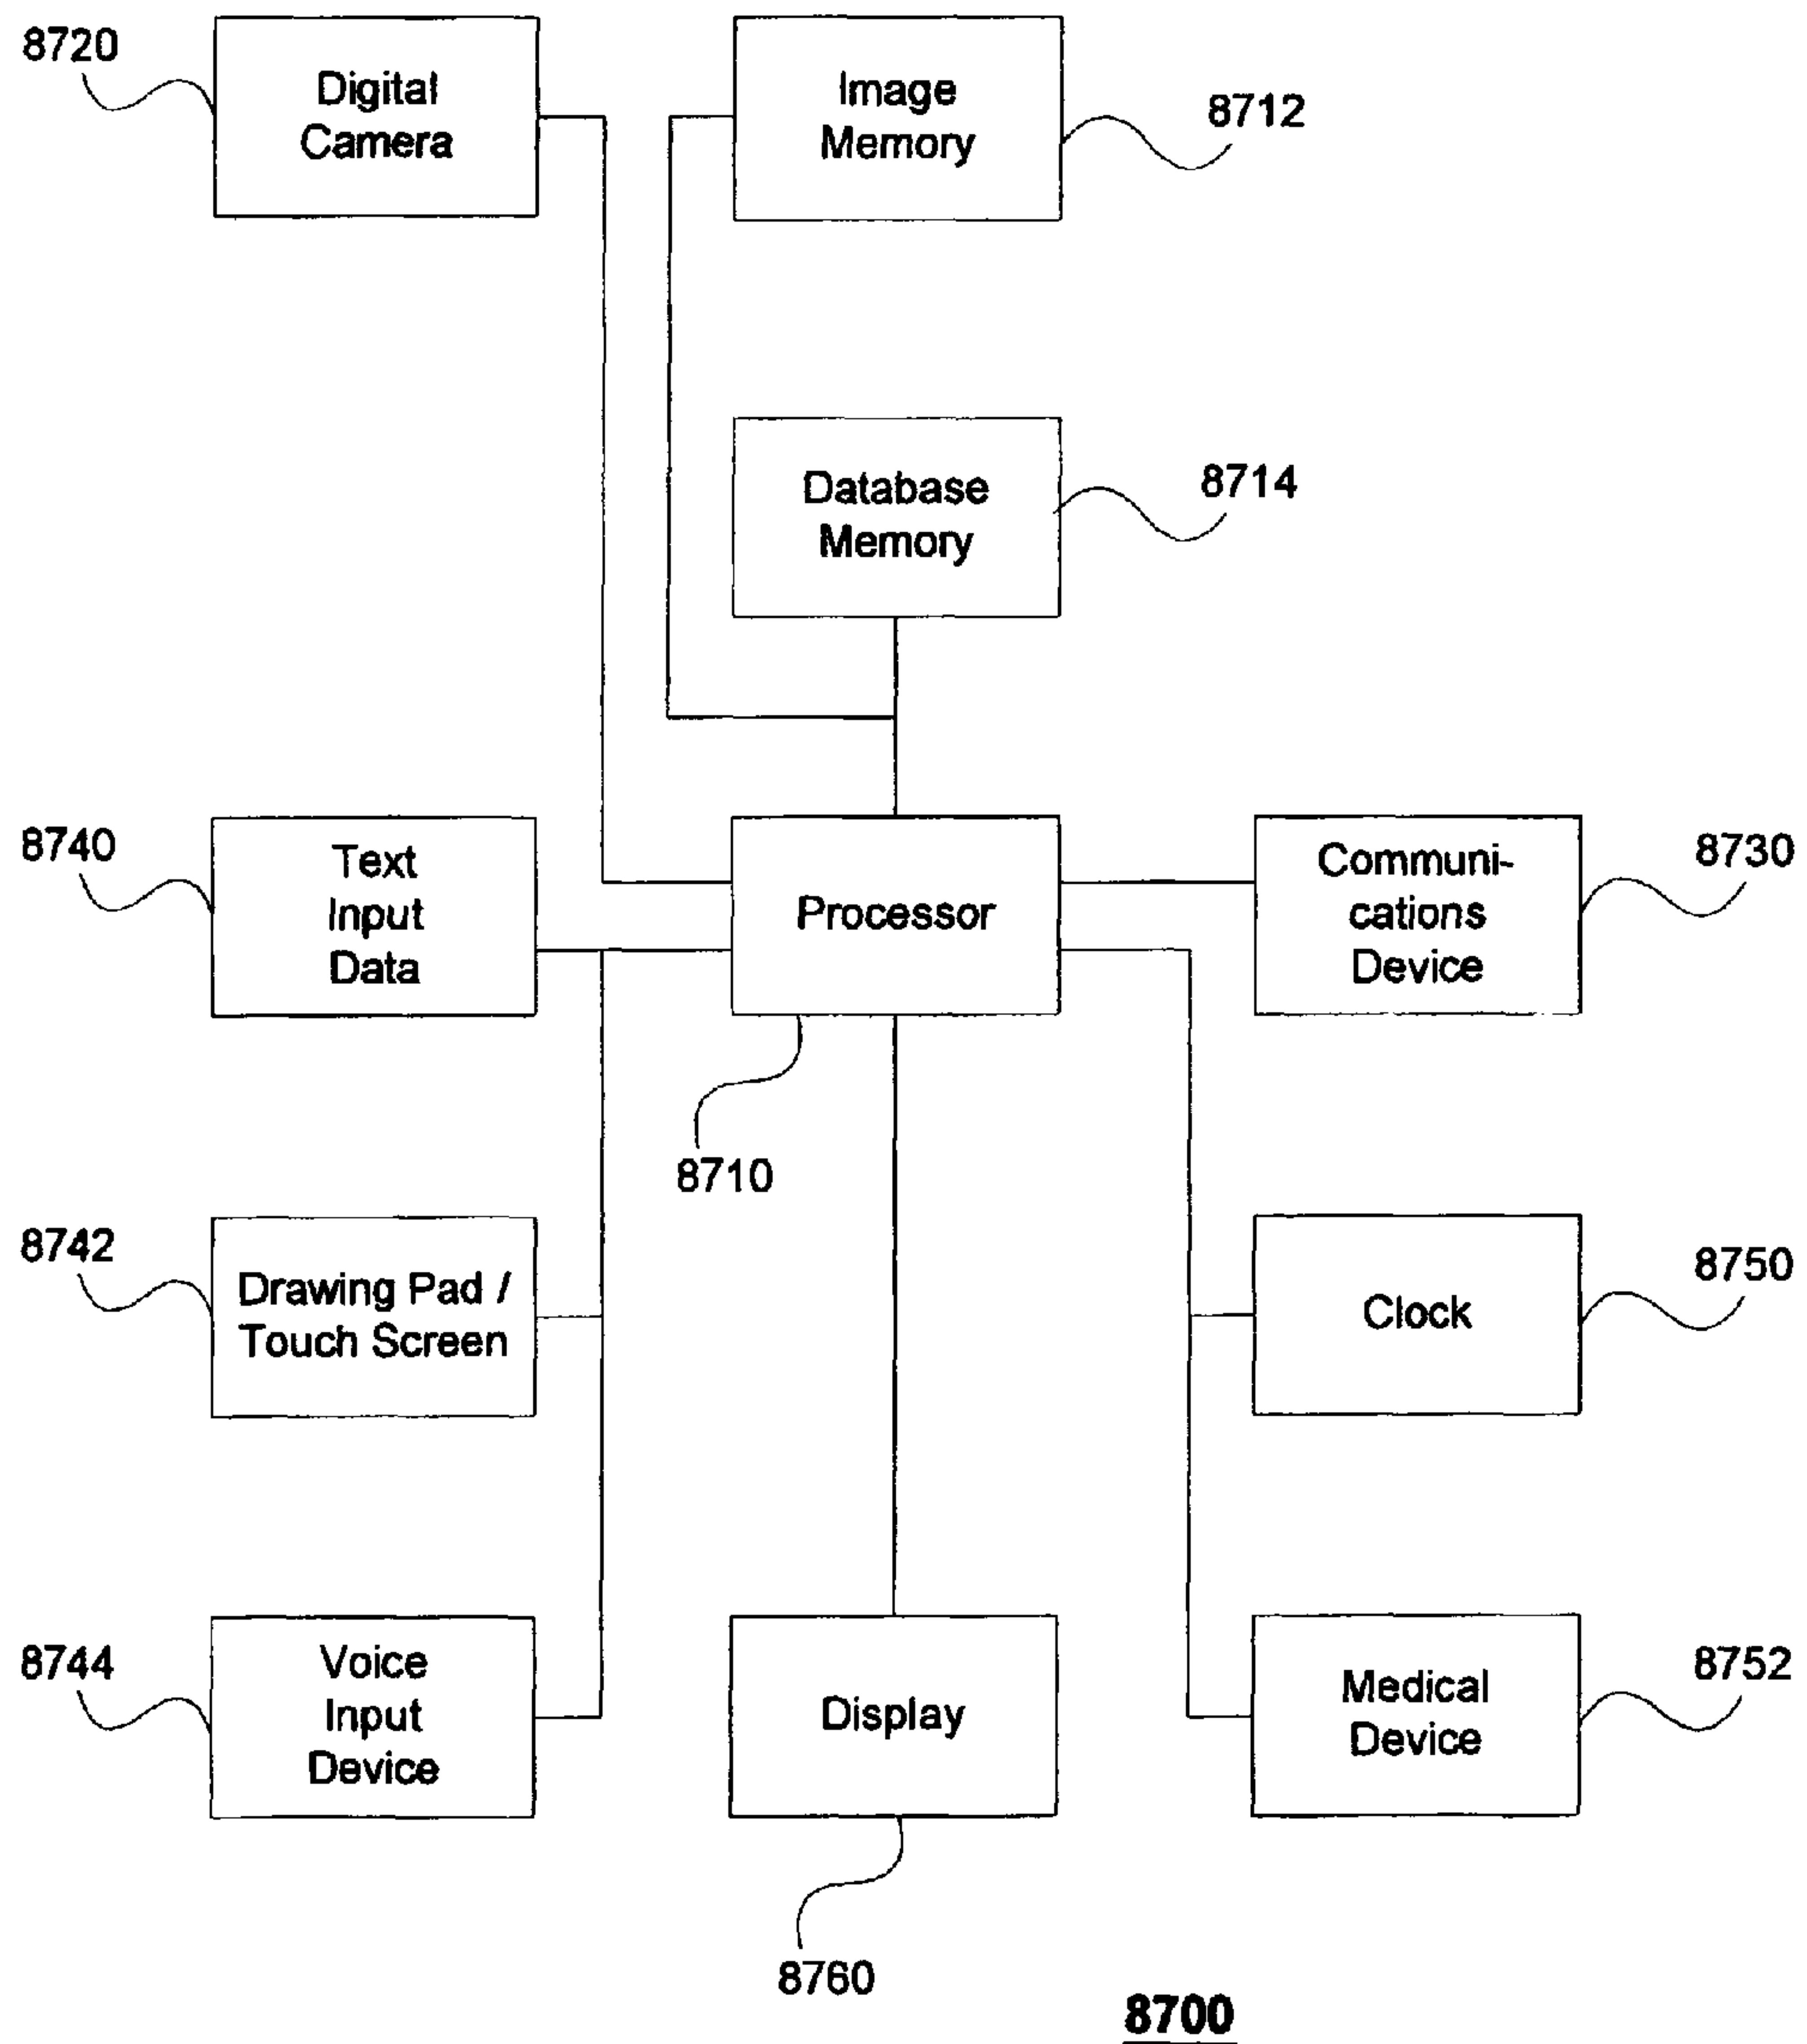 8720
Digital
Camera
Image
Memory
8712
Database
Memory
8714
8740
Text
Input
Data
Processor
8710
Communi-
cations
Device
8730
8742
Drawing Pad /
Touch Screen
Clock
8750
8744
Voice
Input
Device
Display
8760
Medical
Device
8752
8700